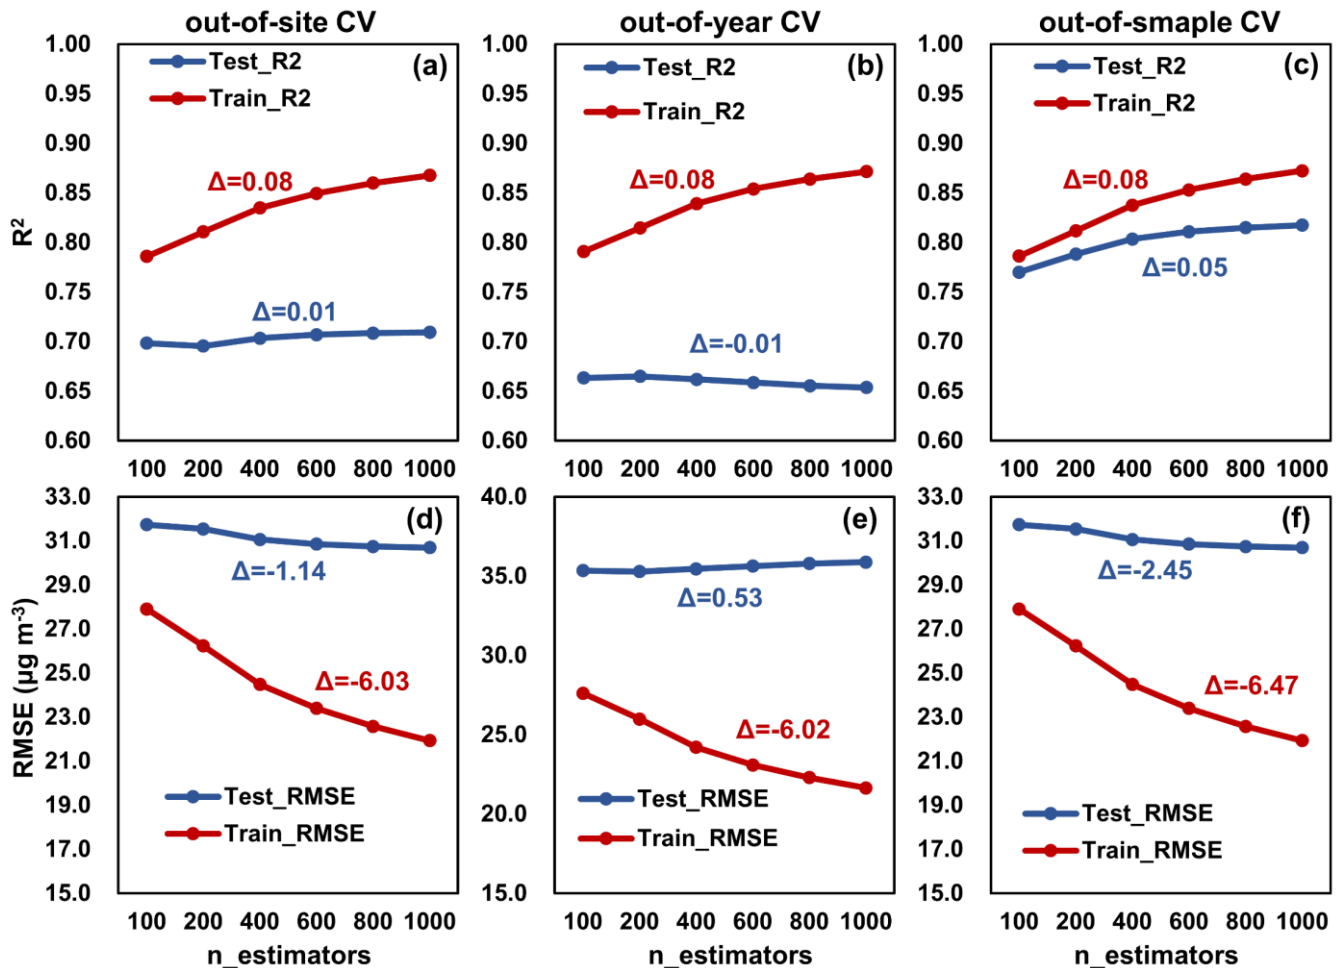 out-of-site CV
out-of-year CV
out-of-smaple CV
1.00
0.95
0.90
0.85
0.80
0.75
0.70
0.65
0.60
R²
Test_R2
Train_R2
(a)
Δ=0.08
Δ=0.01
100 200 400 600 800 1000
1.00
0.95
0.90
0.85
0.80
0.75
0.70
0.65
0.60
Test_R2
Train_R2
(b)
Δ=0.08
Δ=-0.01
100 200 400 600 800 1000
1.00
0.95
0.90
0.85
0.80
0.75
0.70
0.65
0.60
Test_R2
Train_R2
(c)
Δ=0.08
Δ=0.05
100 200 400 600 800 1000
33.0
31.0
29.0
27.0
25.0
23.0
21.0
19.0
17.0
15.0
RMSE (µg m⁻³)
(d)
Δ=-1.14
Δ=-6.03
Test_RMSE
Train_RMSE
100 200 400 600 800 1000
n_estimators
40.0
35.0
30.0
25.0
20.0
15.0
(e)
Δ=0.53
Δ=-6.02
Test_RMSE
Train_RMSE
100 200 400 600 800 1000
n_estimators
33.0
31.0
29.0
27.0
25.0
23.0
21.0
19.0
17.0
15.0
(f)
Δ=-2.45
Δ=-6.47
Test_RMSE
Train_RMSE
100 200 400 600 800 1000
n_estimators